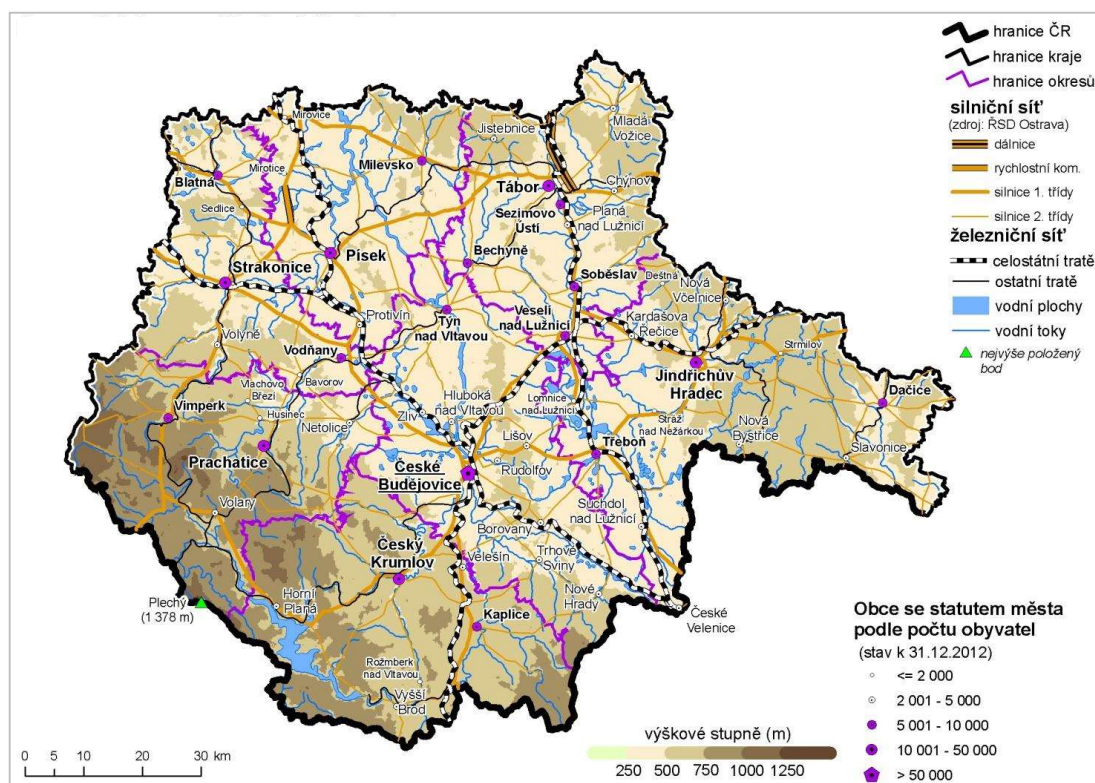 hranice ČR
hranice kraje
hranice okresů
silniční síť
(zdroj: ŘSD Ostrava)
dálnice
rychlostní kom.
silnice 1. třídy
silnice 2. třídy
železniční síť
celostátní tratě
ostatní tratě
vodní plochy
vodní toky
nejvýše položený
bod
Mirovice
Jistebnice
Mladá
Vožice
Milevsko
Mirotice
Blatná
Tábor
Chýnov
Sedlice
Sezimovo
Ústí
Planá
nad Lužnicí
Písek
Bechyně
Strakonice
Soběslav
Deštná
Nová
Včelnice
Protivín
Týn
nad Vltavou
Veselí
nad Lužnicí
Kardašova
Řečice
Volyně
Vodňany
Strmilov
Jindřichův
Hradec
Vlachovo
Březí
Bavorov
Hluboká
nad Vltavou
Lomnice
nad Lužnicí
Dačice
Vimperk
Husinec
Netolice
Zliv
Stráž
nad Nežárkou
Nová
Bystřice
Lišov
Třeboň
Slavonice
Prachatice
České
Budějovice
Rudolfov
Volary
Suchdol
nad Lužnicí
Borovany
Český
Krumlov
Velešín
Trhové
Sviny
Nové
Hrady
Plechý
(1 378 m)
Horní
Planá
Kaplice
České
Velenice
Rožmberk
nad Vltavou
Vyšší
Brod
Obce se statutem města
podle počtu obyvatel
(stav k 31.12.2012)
<= 2 000
2 001 - 5 000
5 001 - 10 000
10 001 - 50 000
> 50 000
výškové stupně (m)
250 500 750 1000 1250
0 5 10 20 30 km